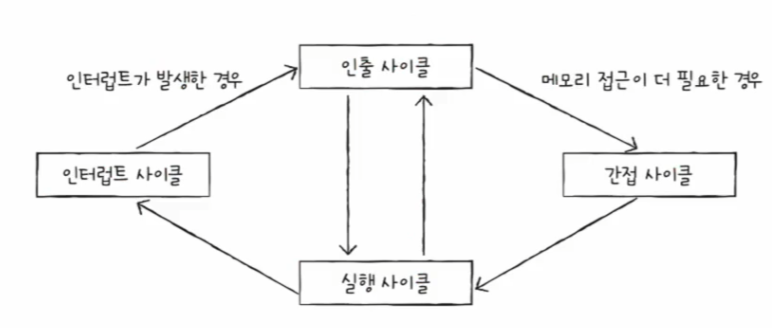 인출 사이클
인터럽트가 발생한 경우
메모리 접근이 더 필요한 경우
인터럽트 사이클
간접 사이클
실행 사이클